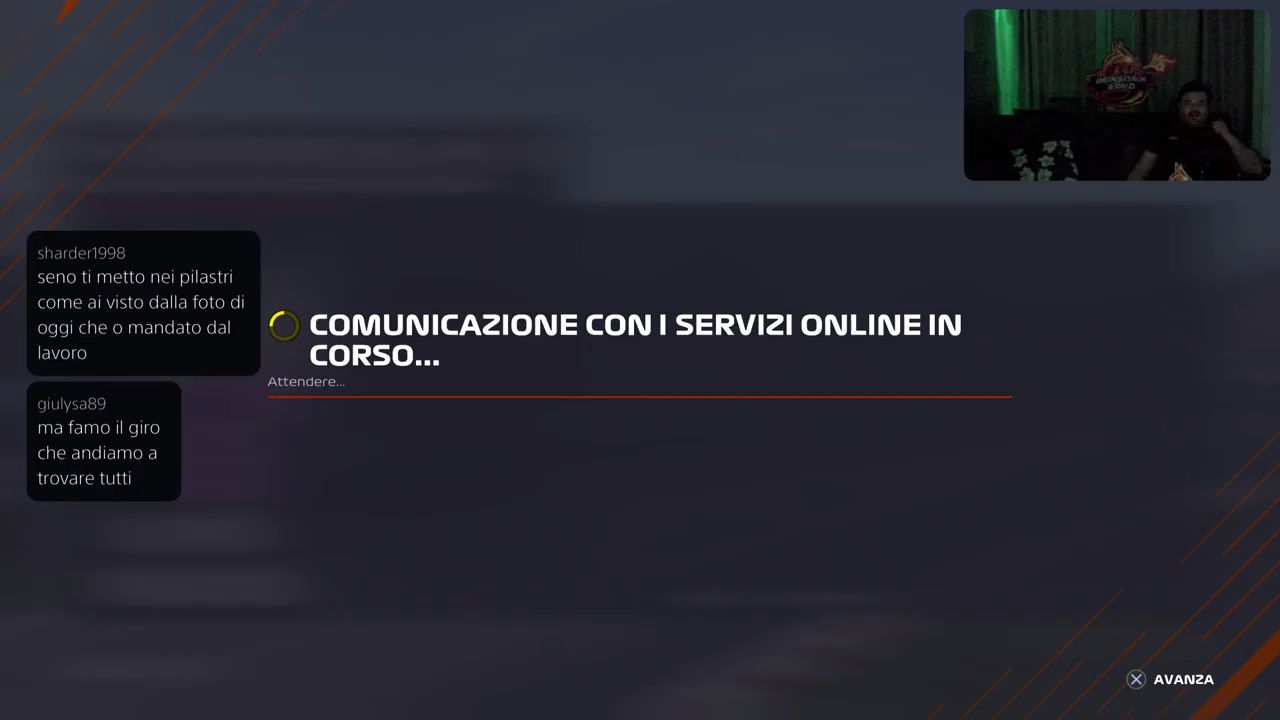 sharder1998
seno ti metto nei pilastri
come ai visto dalla foto di
oggi che o mandato dal
lavoro
giulysa89
ma famo il giro
che andiamo a
trovare tutti
COMUNICAZIONE CON I SERVIZI ONLINE IN
CORSO...
Attendere...
AVANZA